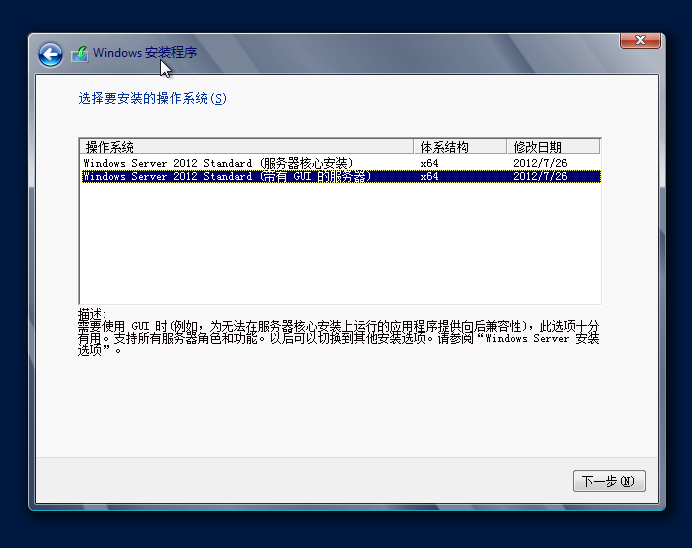 Windows 安装程序
选择要安装的操作系统(S)
操作系统 体系结构 修改日期
Windows Server 2012 Standard (服务器核心安装) x64 2012/7/26
Windows Server 2012 Standard (带有 GUI 的服务器) x64 2012/7/26
描述:
需要使用 GUI 时(例如，为无法在服务器核心安装上运行的应用程序提供向后兼容性)，此选项十分
有用。支持所有服务器角色和功能。以后可以切换到其他安装选项。请参阅“Windows Server 安装
选项”。
下一步(N)